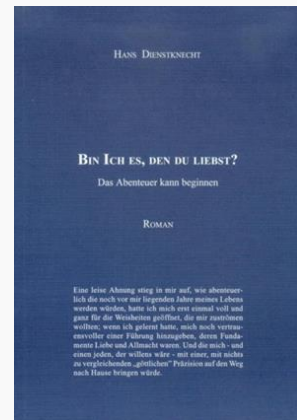 Hans Dienstknecht
Bin Ich es, den du liebst?
Das Abenteuer kann beginnen
Roman
Eine leise Ahnung stieg in mir auf, wie abenteuer-
lich die noch vor mir liegenden Jahre meines Lebens
werden würden, hatte ich mich erst einmal voll und
ganz für die Weisheiten geöffnet, die mir zuströmen
wollten; wenn ich gelernt hatte, mich noch vertrau-
ensvoller einer Führung hinzugeben, deren Funda-
mente Liebe und Allmacht waren. Und die mich - und
einen jeden, der willens wäre - mit einer, mit nichts
zu vergleichenden „göttlichen" Präzision auf den Weg
nach Hause bringen würde.